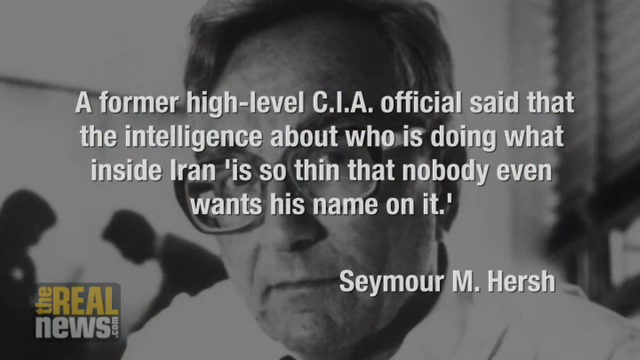 A former high-level C.I.A. official said that
the intelligence about who is doing what
inside Iran 'is so thin that nobody even
wants his name on it.'
Seymour M. Hersh
the REAL
news.com